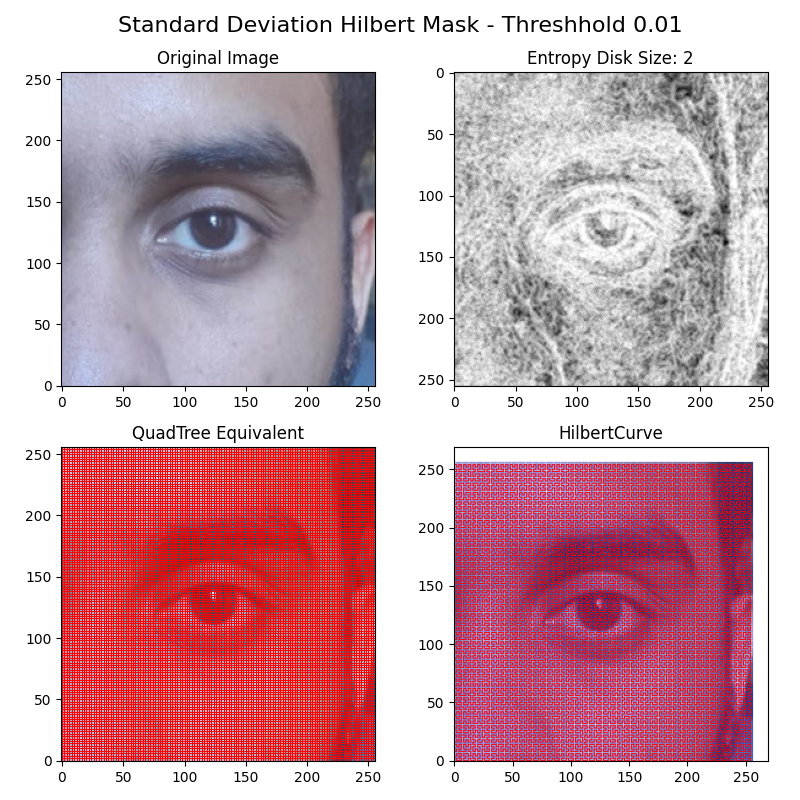 Standard Deviation Hilbert Mask - Threshhold 0.01
Original Image
250
200
150
100
50
0
0 50 100 150 200 250
Entropy Disk Size: 2
0
50
100
150
200
250
0 50 100 150 200 250
QuadTree Equivalent
250
200
150
100
50
0
0 50 100 150 200 250
HilbertCurve
250
200
150
100
50
0
0 50 100 150 200 250